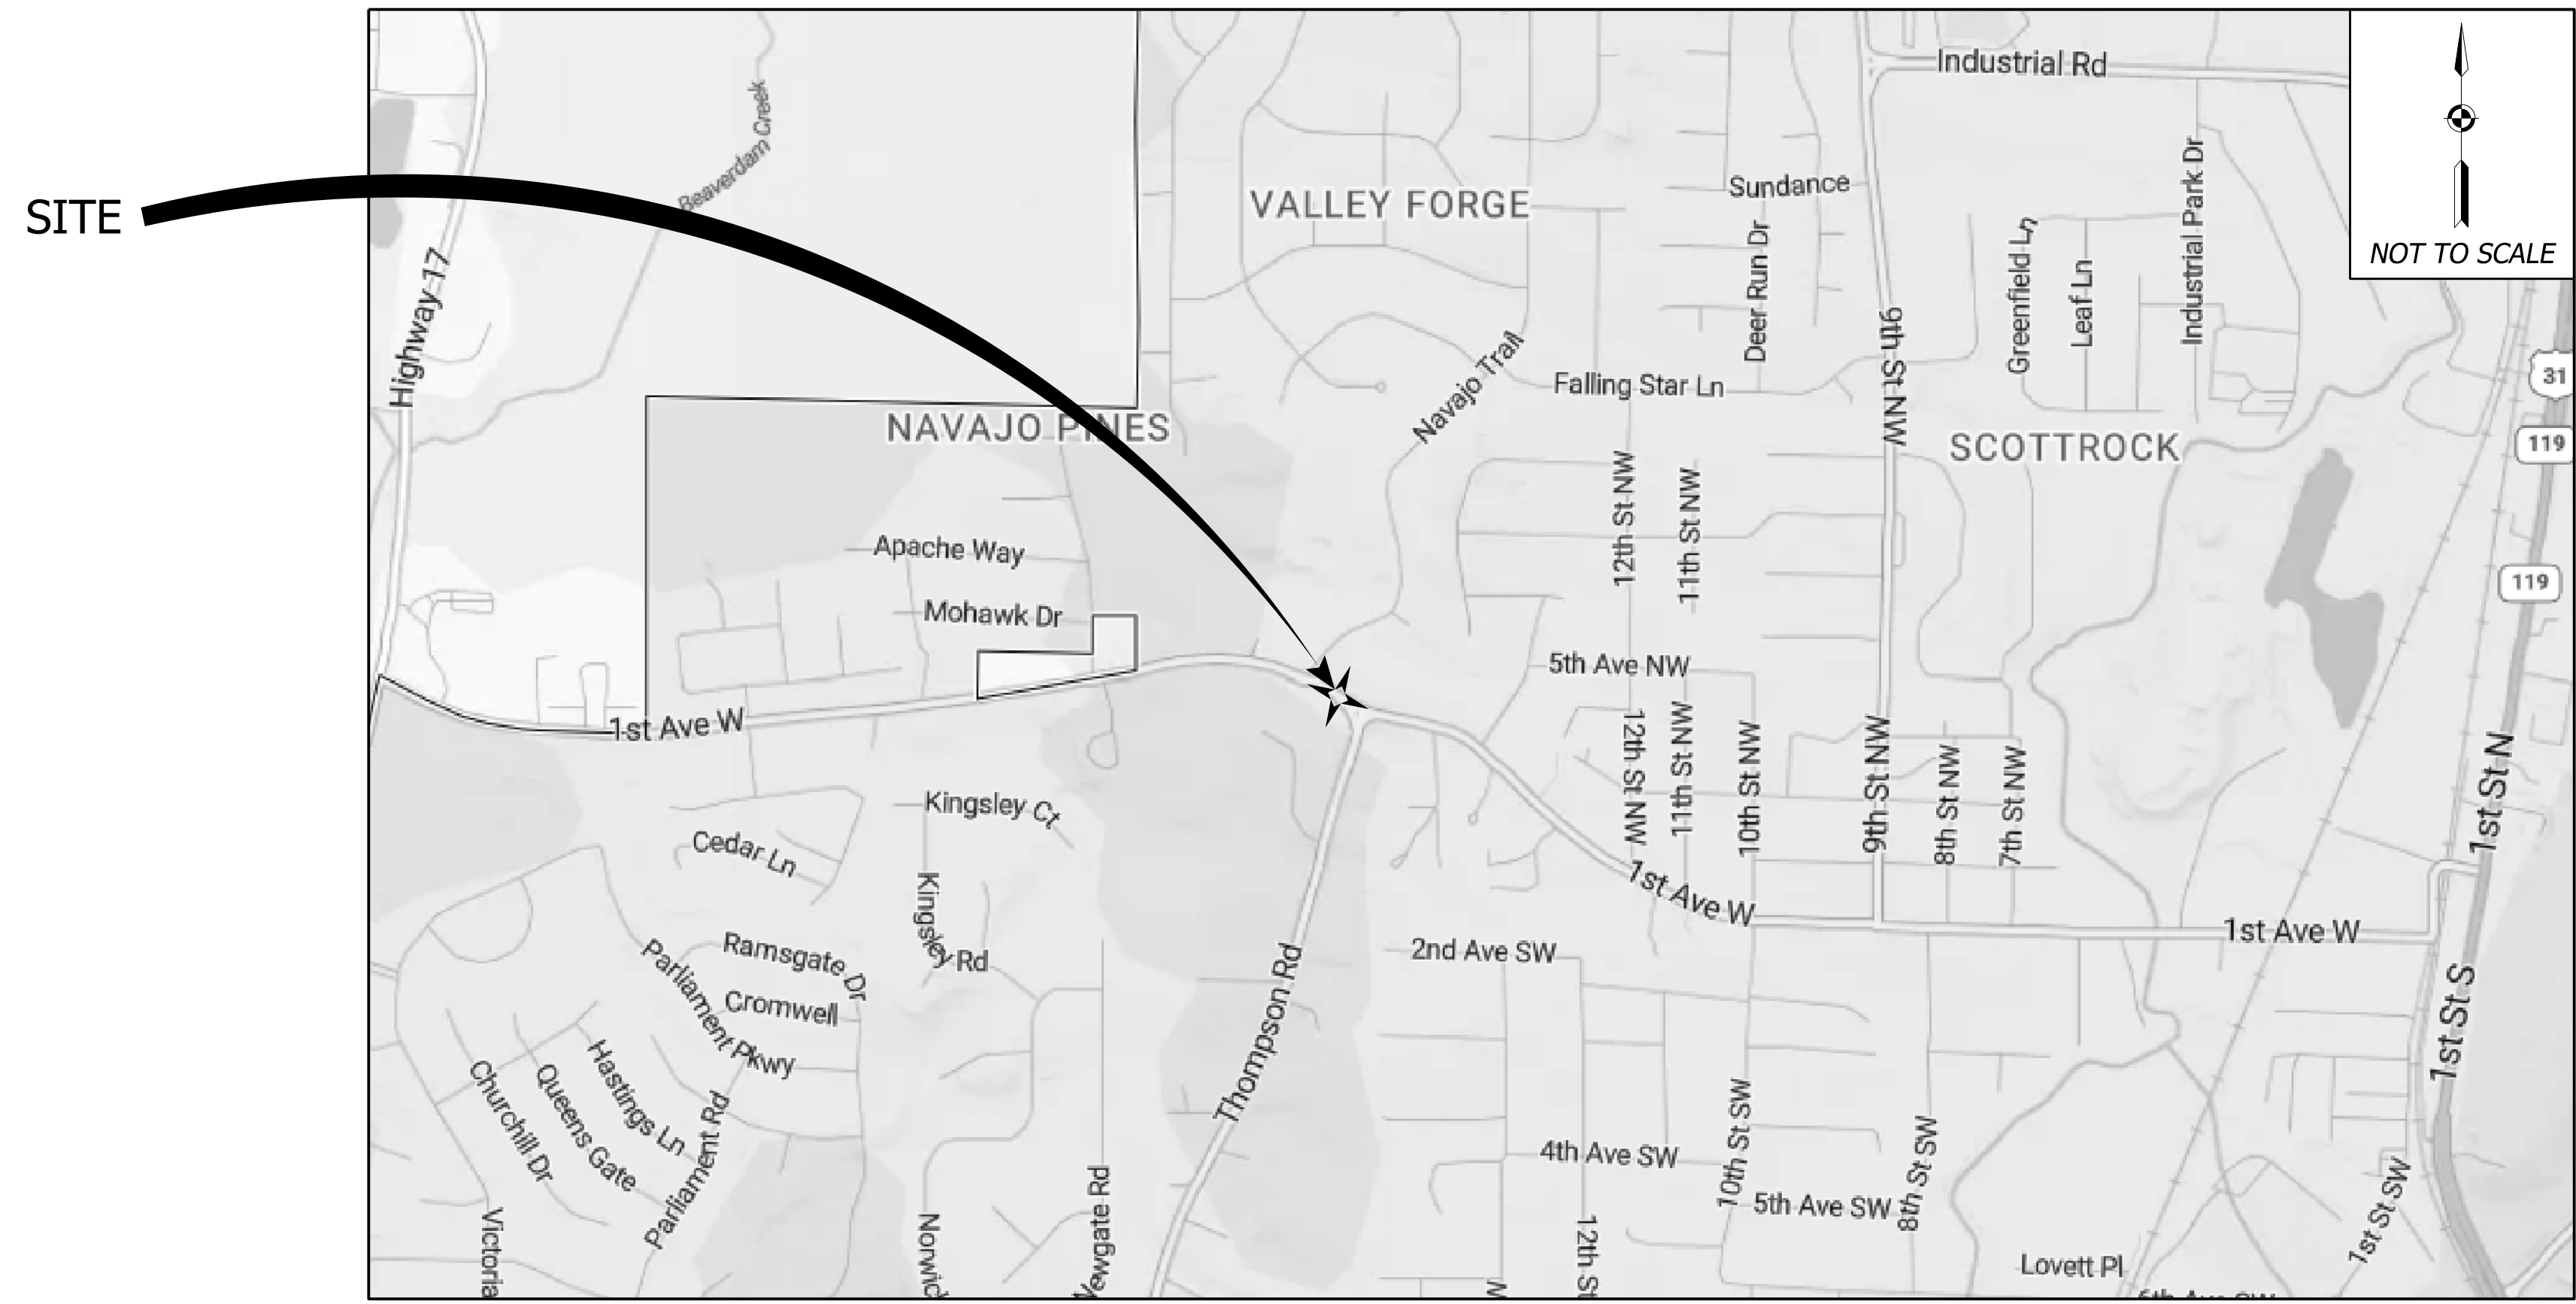 Industrial Rd
Beaverdam Creek
Sundance
VALLEY FORGE
SITE
Industrial Park Dr
NOT TO SCALE
Deer Run Dr
Greenfield Ln
Leaf Ln
Highway 17
Navajo Trail
9th St NW
31
Falling Star Ln
NAVAJO PINES
SCOTTROCK
119
12th St NW
11th St NW
Apache Way
119
Mohawk Dr
5th Ave NW
1st Ave W
12th St NW
11th St NW
10th St NW
9th St NW
8th St NW
7th St NW
1st St N
Kingsley Ct
Cedar Ln
1st Ave W
Kingsley Rd
1st Ave W
2nd Ave SW
Ramsgate Dr
Parliament Pkwy
Cromwell
Thompson Rd
1st St S
Hastings Ln
Queens Gate
Churchill Dr
Parliament Rd
10th St SW
4th Ave SW
8th St SW
5th Ave SW
1st St SW
Victoria
Norwic
Newgate Rd
12th St
Lovett Pl
6th Ave SW